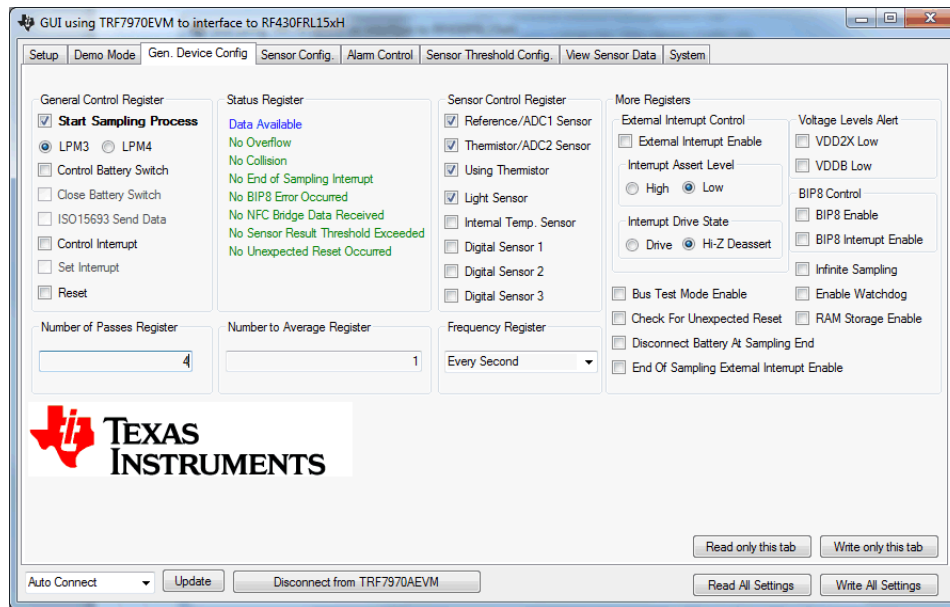 GUI using TRF7970EVM to interface to RF430FRL15xH
Setup Demo Mode Gen. Device Config Sensor Config. Alarm Control Sensor Threshold Config. View Sensor Data System
General Control Register
Start Sampling Process
LPM3 LPM4
Control Battery Switch
Close Battery Switch
ISO15693 Send Data
Control Interrupt
Set Interrupt
Reset
Status Register
Data Available
No Overflow
No Collision
No End of Sampling Interrupt
No BIP8 Error Occurred
No NFC Bridge Data Received
No Sensor Result Threshold Exceeded
No Unexpected Reset Occurred
Sensor Control Register
Reference/ADC1 Sensor
Thermistor/ADC2 Sensor
Using Thermistor
Light Sensor
Internal Temp. Sensor
Digital Sensor 1
Digital Sensor 2
Digital Sensor 3
More Registers
External Interrupt Control
External Interrupt Enable
Interrupt Assert Level
High Low
Interrupt Drive State
Drive Hi-Z Deassert
Voltage Levels Alert
VDD2X Low
VDDB Low
BIP8 Control
BIP8 Enable
BIP8 Interrupt Enable
Infinite Sampling
Bus Test Mode Enable Enable Watchdog
Check For Unexpected Reset RAM Storage Enable
Disconnect Battery At Sampling End
End Of Sampling External Interrupt Enable
Number of Passes Register
4
Number to Average Register
1
Frequency Register
Every Second
TEXAS
INSTRUMENTS
Read only this tab Write only this tab
Auto Connect Update Disconnect from TRF7970AEVM Read All Settings Write All Settings